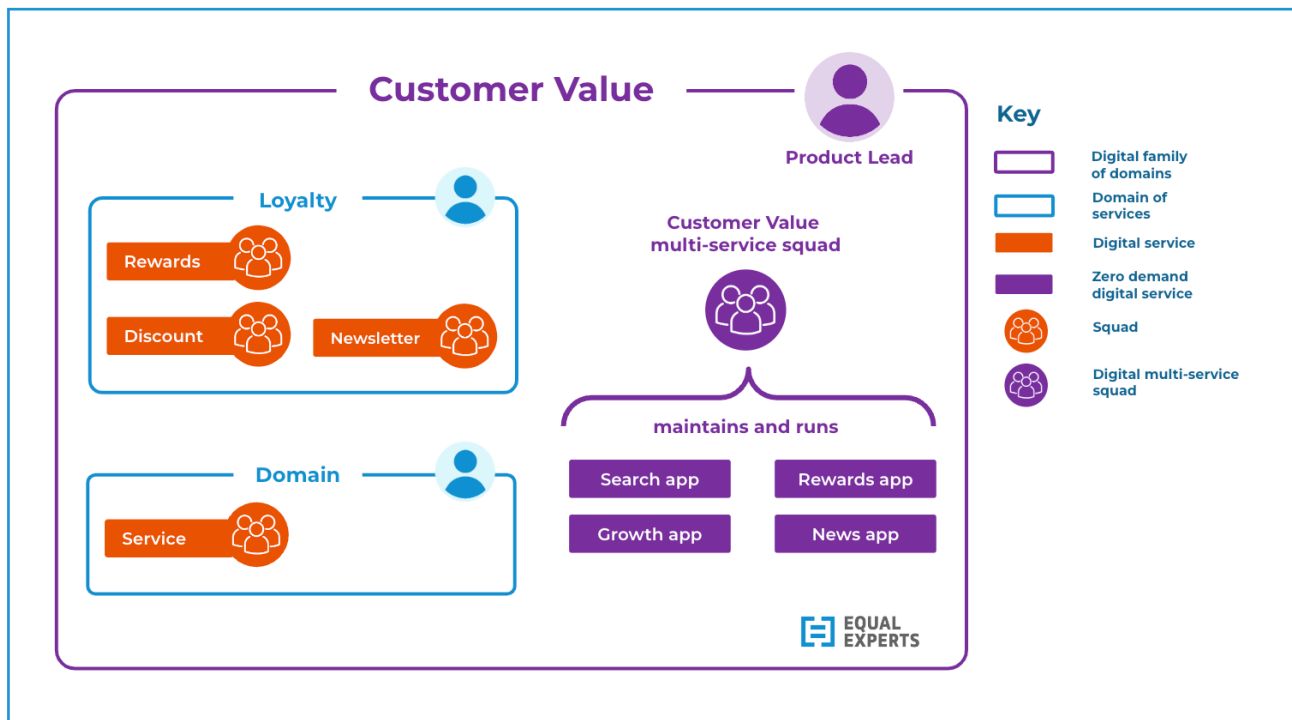 Customer Value
Product Lead
Loyalty
Rewards
Discount
Newsletter
Domain
Service
Customer Value
multi-service squad
maintains and runs
Search app
Rewards app
Growth app
News app
EQUAL
EXPERTS
Key
Digital family
of domains
Domain of
services
Digital service
Zero demand
digital service
Squad
Digital multi-service
squad